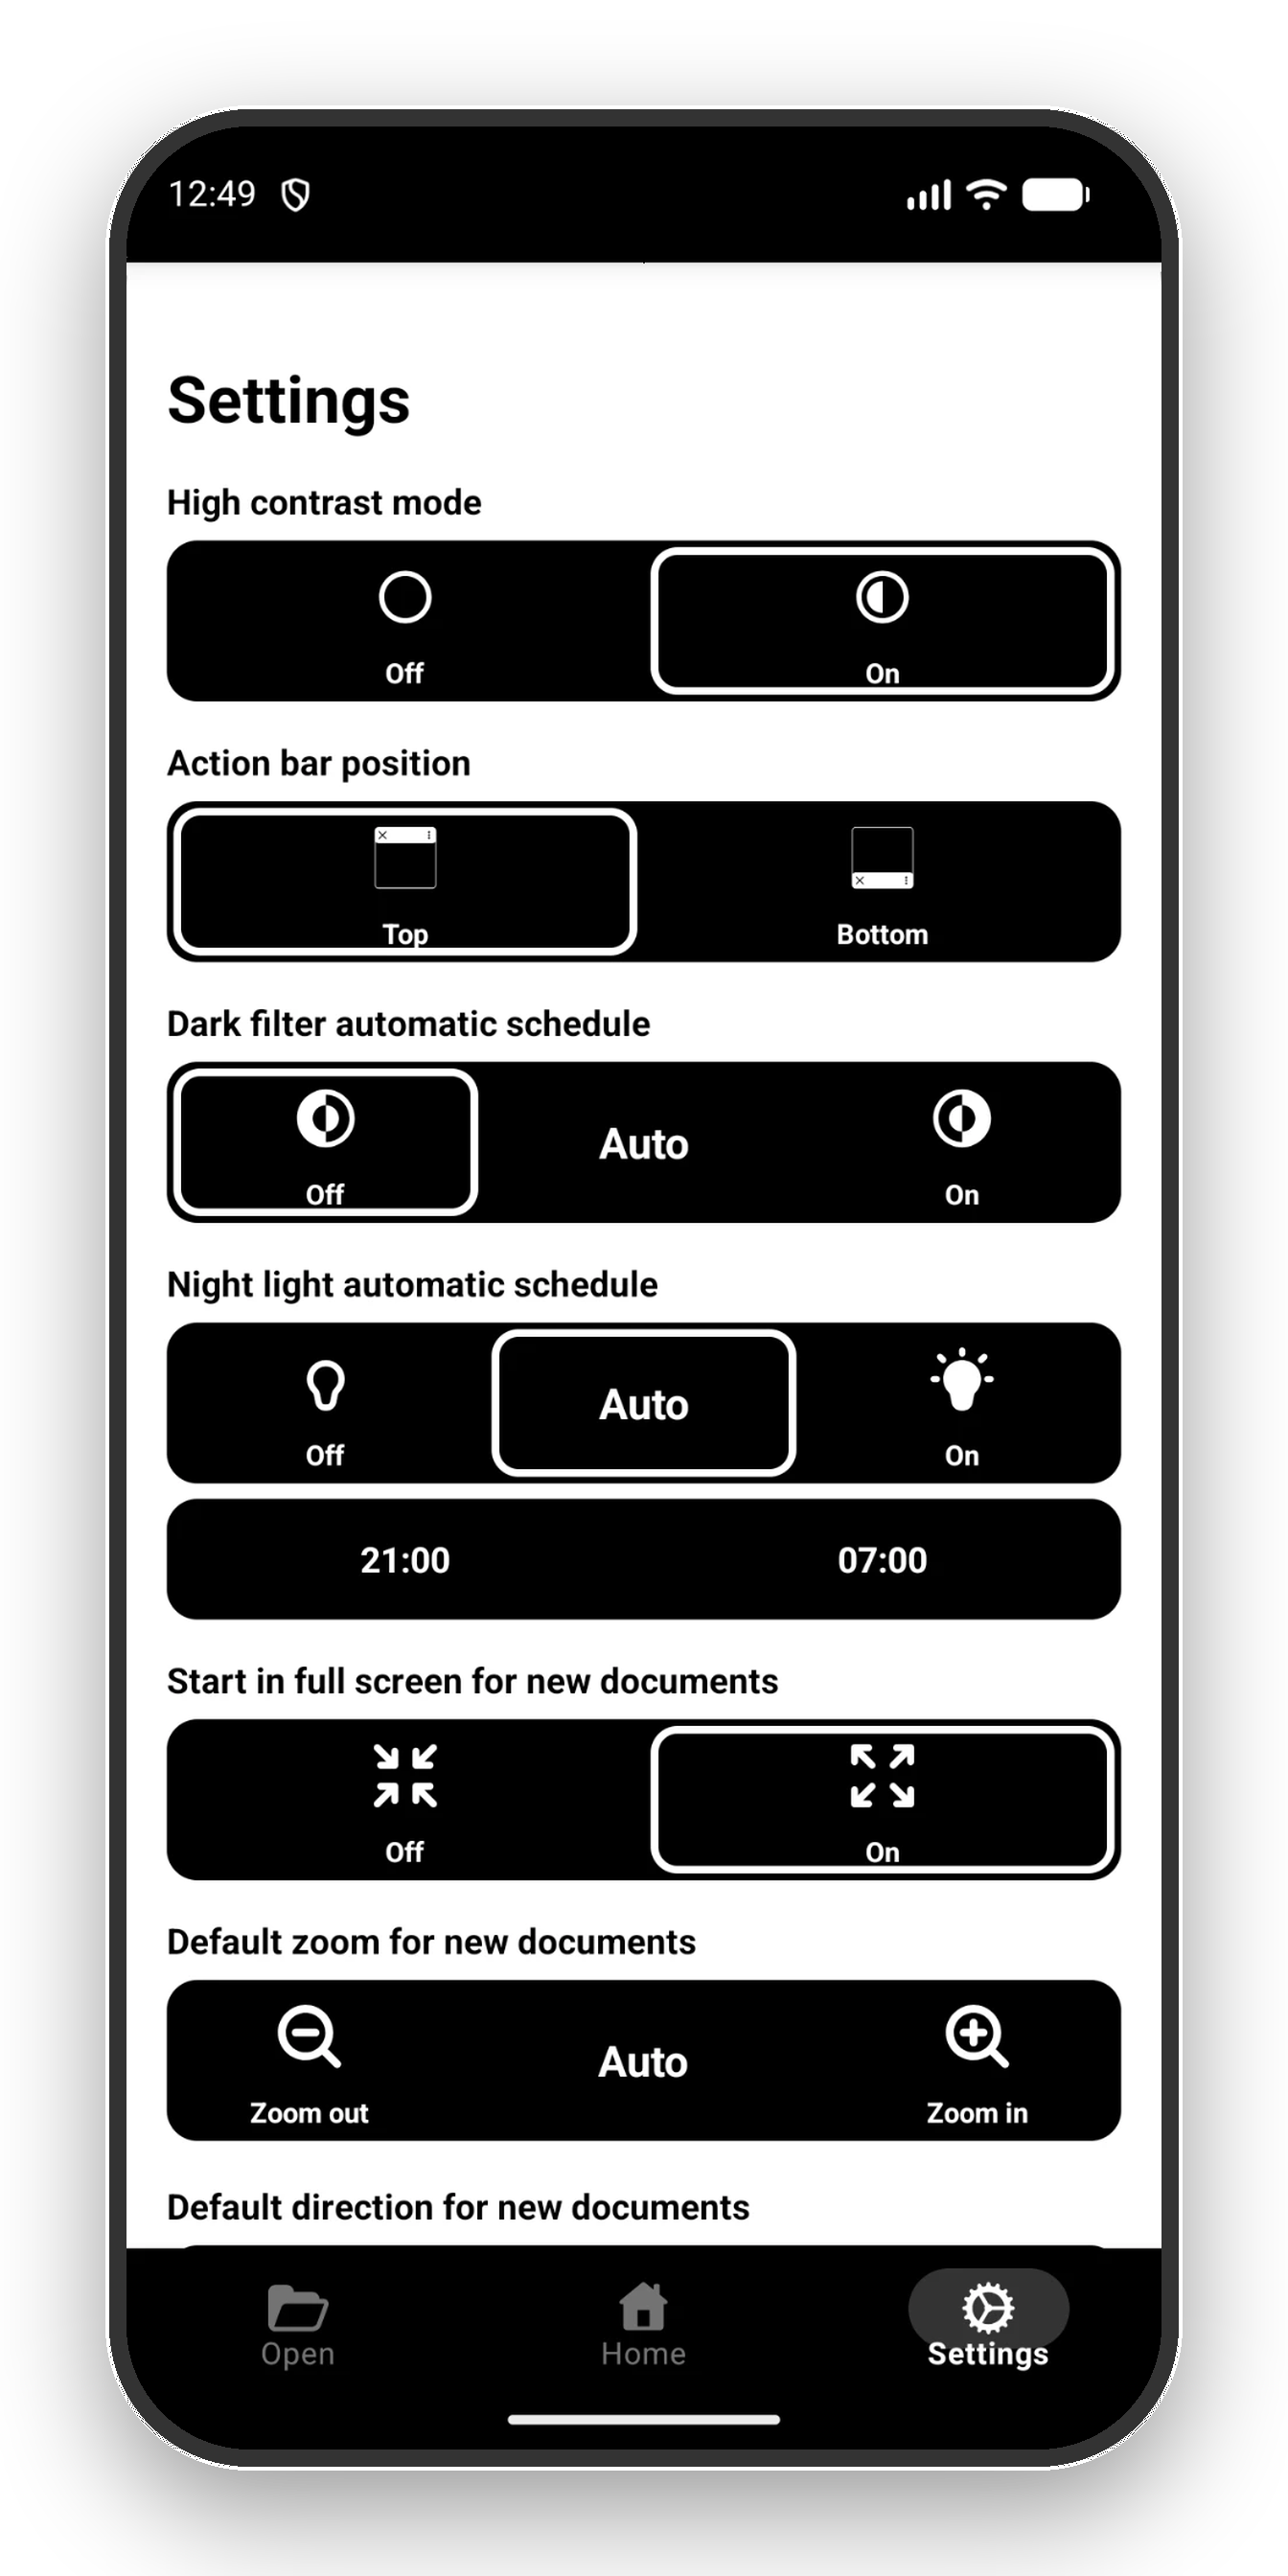 12:49
Settings
High contrast mode
Off On
Action bar position
Top Bottom
Dark filter automatic schedule
Off Auto On
Night light automatic schedule
Off Auto On
21:00 07:00
Start in full screen for new documents
Off On
Default zoom for new documents
Zoom out Auto Zoom in
Default direction for new documents
Open Home Settings